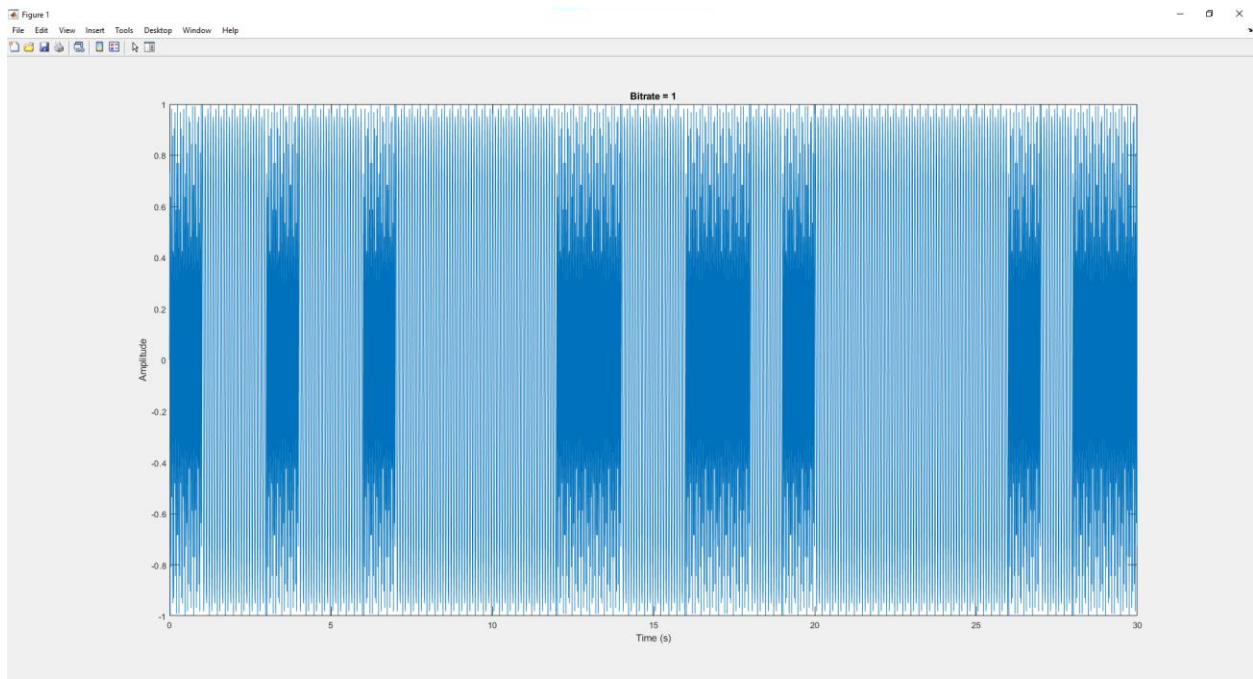 Figure 1
File Edit View Insert Tools Desktop Window Help
Bitrate = 1
1
0.8
0.6
0.4
0.2
0
-0.2
-0.4
-0.6
-0.8
-1
Amplitude
0 5 10 15 20 25 30
Time (s)